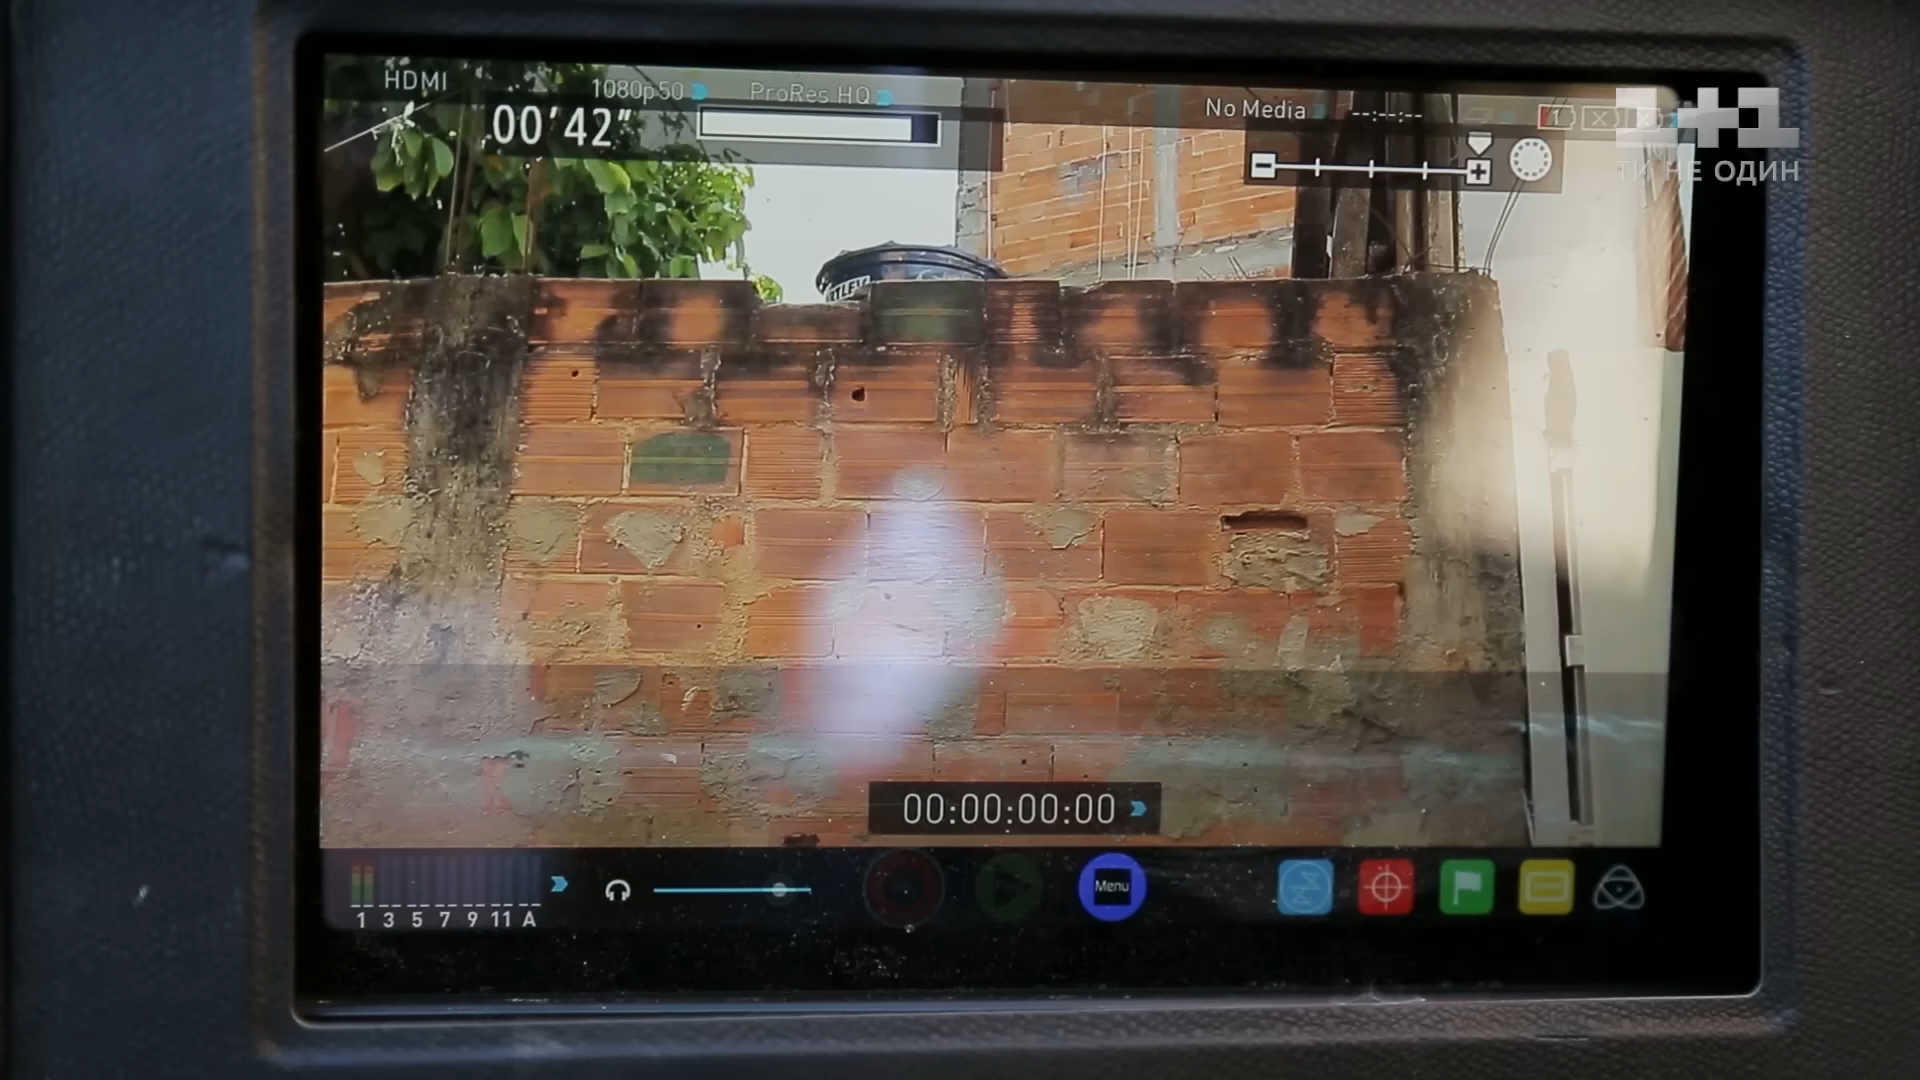 HDMI
1080p50
ProRes HQ
No Media
--:--:--
1+1
00'42"
ТИ НЕ ОДИН
00:00:00:00
Menu
1 3 5 7 9 11 A